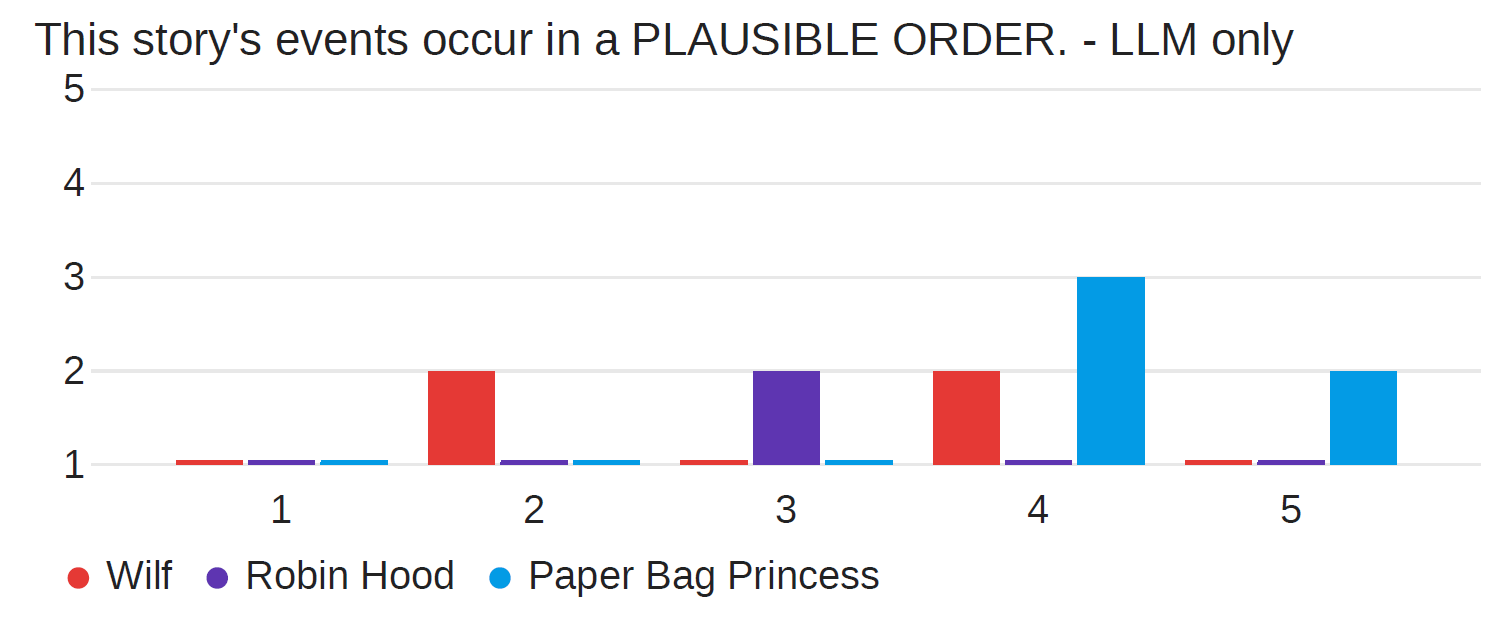 This story's events occur in a PLAUSIBLE ORDER. - LLM only
5
4
3
2
1
1 2 3 4 5
Wilf Robin Hood Paper Bag Princess